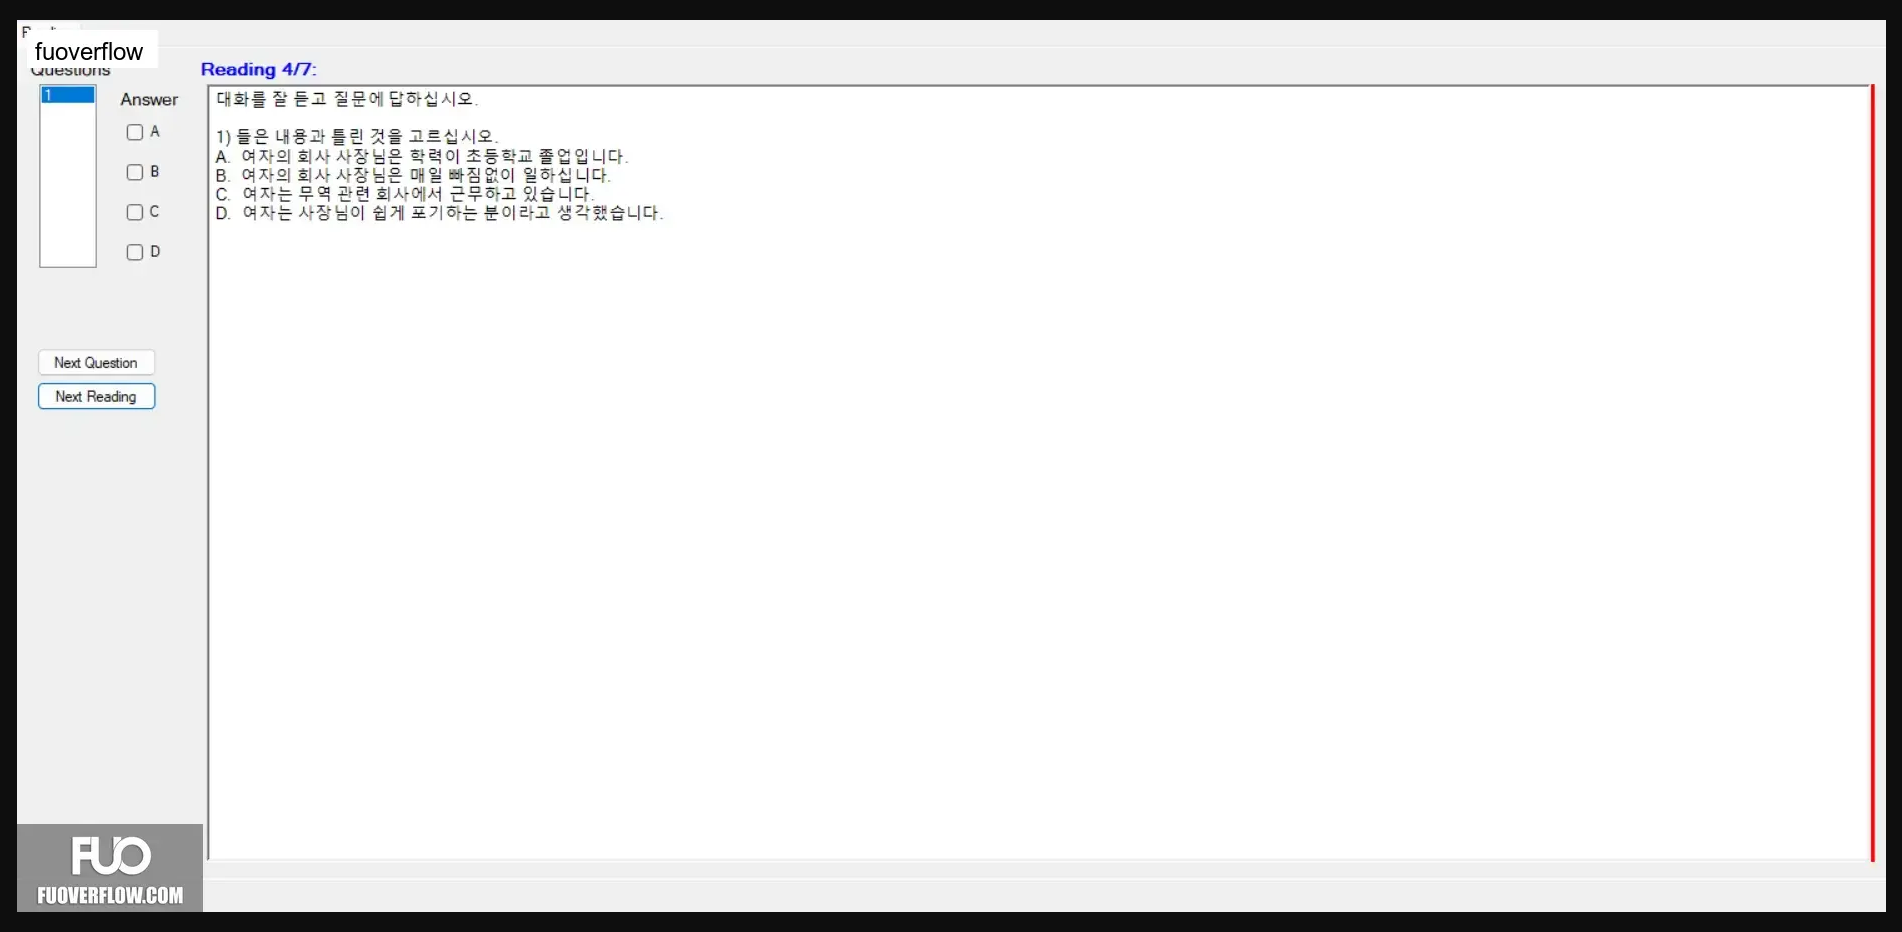 fuoverflow
Questions
Reading 4/7:
1
Answer
A
B
C
D
Next Question
Next Reading
대화를 잘 듣고 질문에 답하십시오.
1) 들은 내용과 틀린 것을 고르십시오.
A. 여자의 회사 사장님은 학력이 초등학교 졸업입니다.
B. 여자의 회사 사장님은 매일 빠짐없이 일하십니다.
C. 여자는 무역 관련 회사에서 근무하고 있습니다.
D. 여자는 사장님이 쉽게 포기하는 분이라고 생각했습니다.
FUO
FUOVERFLOW.COM